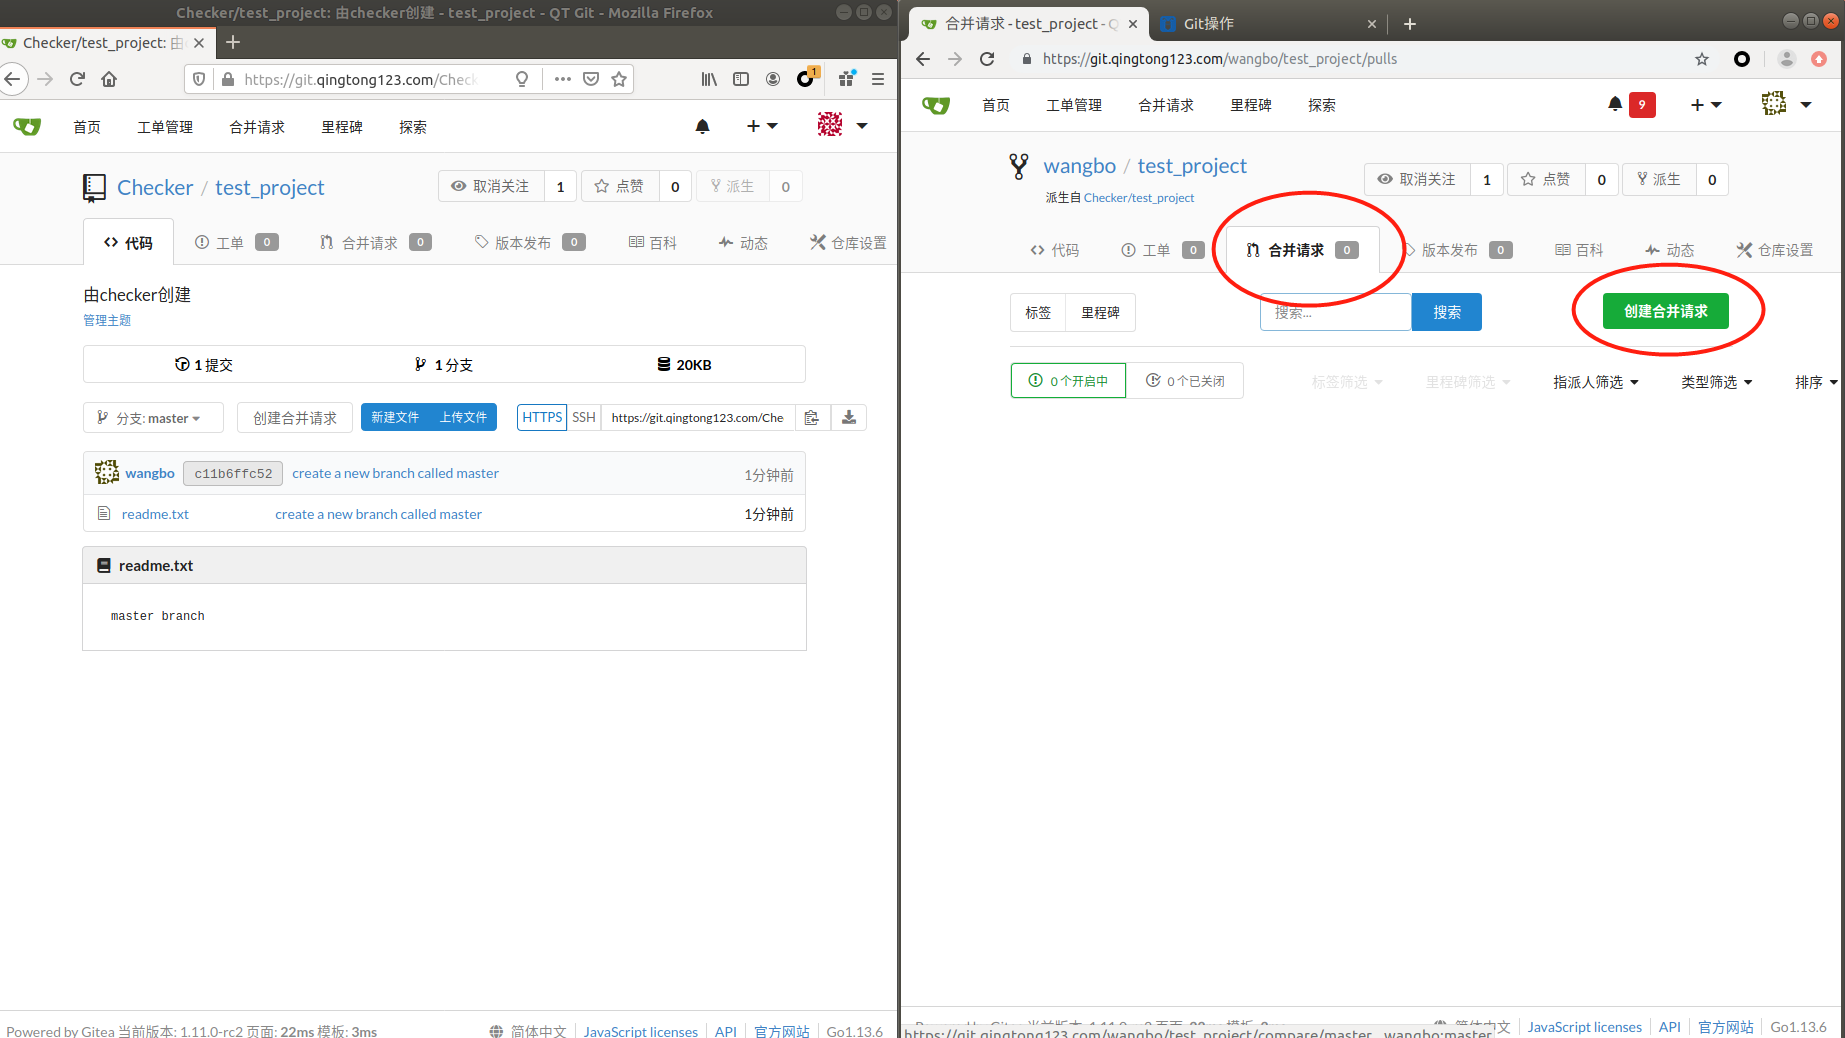 Checker/test_project: 由checker创建 - test_project - QT Git - Mozilla Firefox
Checker/test_project: 由
https://git.qingtong123.com/Check
1
首页 工单管理 合并请求 里程碑 探索
Checker / test_project
取消关注 1 点赞 0 派生 0
代码 工单 0 合并请求 0 版本发布 0 百科 动态 仓库设置
由checker创建
管理主题
1 提交 1 分支 20KB
分支: master 创建合并请求 新建文件 上传文件 HTTPS SSH https://git.qingtong123.com/Che
wangbo c11b6ffc52 create a new branch called master 1分钟前
readme.txt create a new branch called master 1分钟前
readme.txt
master branch
Powered by Gitea 当前版本: 1.11.0-rc2 页面: 22ms 模板: 3ms 简体中文 JavaScript licenses API 官方网站 Go1.13.6
合并请求 - test_project - Q Git操作
https://git.qingtong123.com/wangbo/test_project/pulls
首页 工单管理 合并请求 里程碑 探索 9
wangbo / test_project
取消关注 1 点赞 0 派生 0
派生自 Checker/test_project
代码 工单 0 合并请求 0 版本发布 0 百科 动态 仓库设置
标签 里程碑 搜索... 搜索 创建合并请求
0 个开启中 0 个已关闭 标签筛选 里程碑筛选 指派人筛选 类型筛选 排序
JavaScript licenses API 官方网站 Go1.13.6
https://git.qingtong123.com/wangbo/test_project/compare/master...wangbo:master